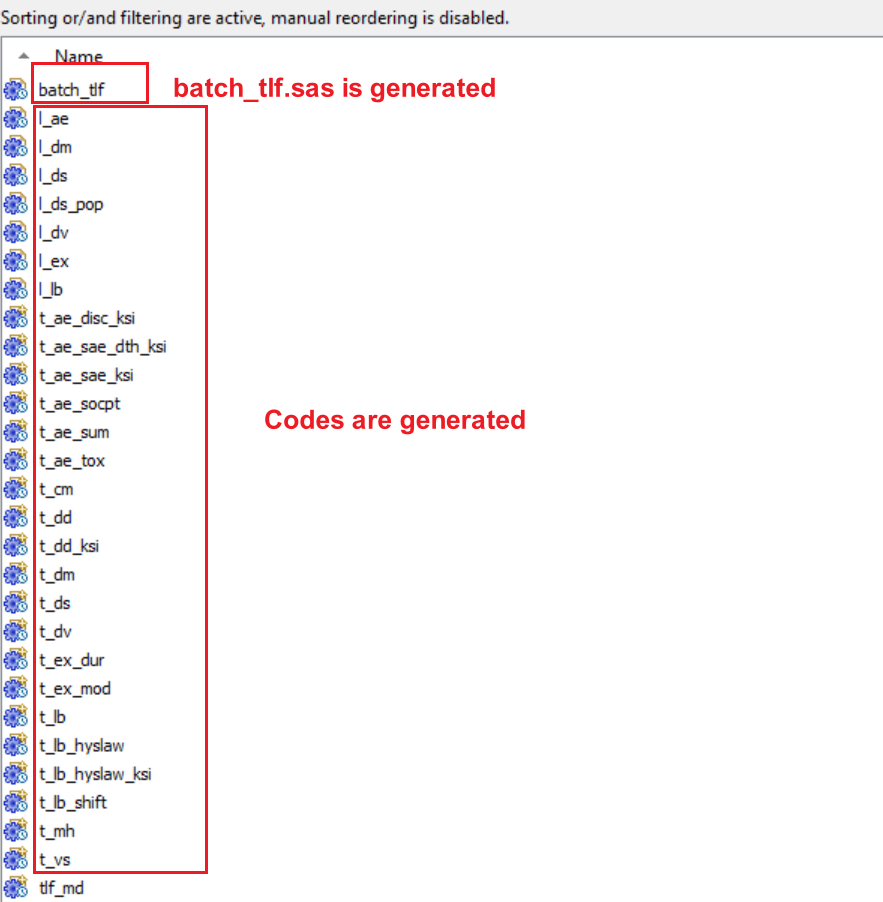 Sorting or/and filtering are active, manual reordering is disabled.
Name
batch_tlf batch_tlf.sas is generated
l_ae
l_dm
l_ds
l_ds_pop
l_dv
l_ex
l_lb
t_ae_disc_ksi
t_ae_sae_dth_ksi
t_ae_sae_ksi
t_ae_socpt Codes are generated
t_ae_sum
t_ae_tox
t_cm
t_dd
t_dd_ksi
t_dm
t_ds
t_dv
t_ex_dur
t_ex_mod
t_lb
t_lb_hyslaw
t_lb_hyslaw_ksi
t_lb_shift
t_mh
t_vs
tlf_md